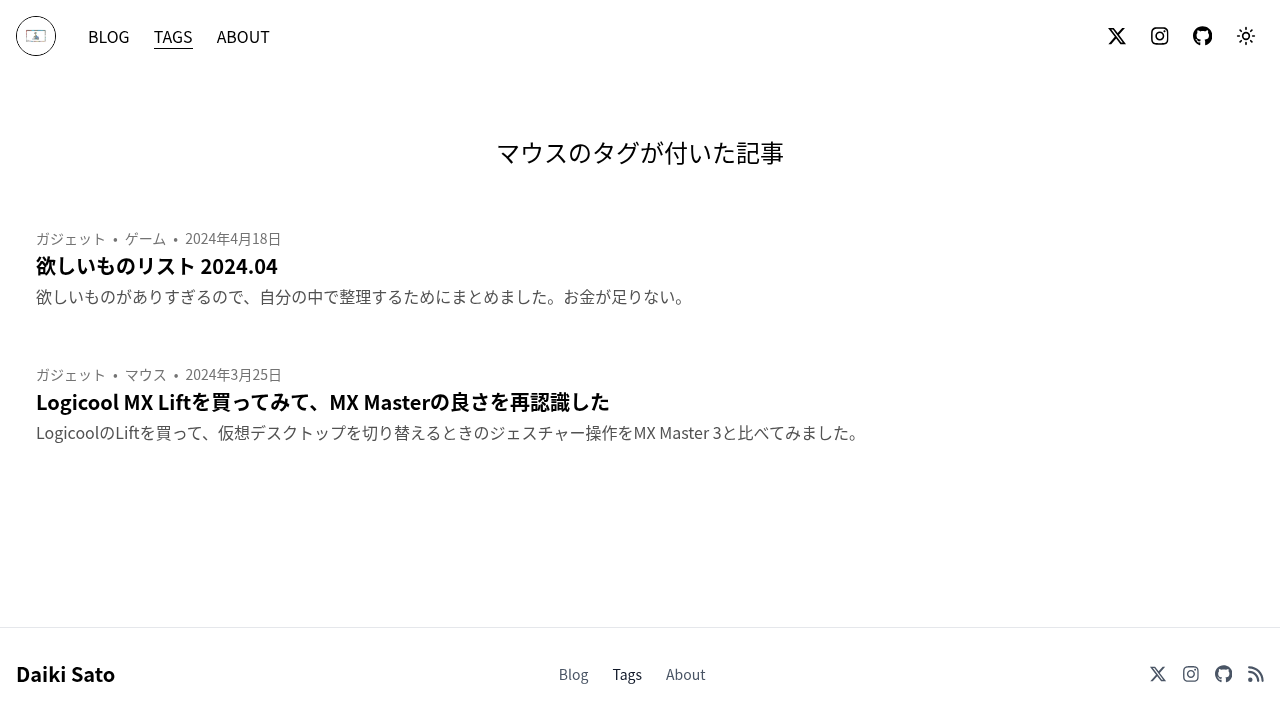 BLOG TAGS ABOUT
マウスのタグが付いた記事
ガジェット • ゲーム • 2024年4月18日
欲しいものリスト 2024.04
欲しいものがありすぎるので、自分の中で整理するためにまとめました。お金が足りない。
ガジェット • マウス • 2024年3月25日
Logicool MX Liftを買ってみて、MX Masterの良さを再認識した
LogicoolのLiftを買って、仮想デスクトップを切り替えるときのジェスチャー操作をMX Master 3と比べてみました。
Daiki Sato Blog Tags About